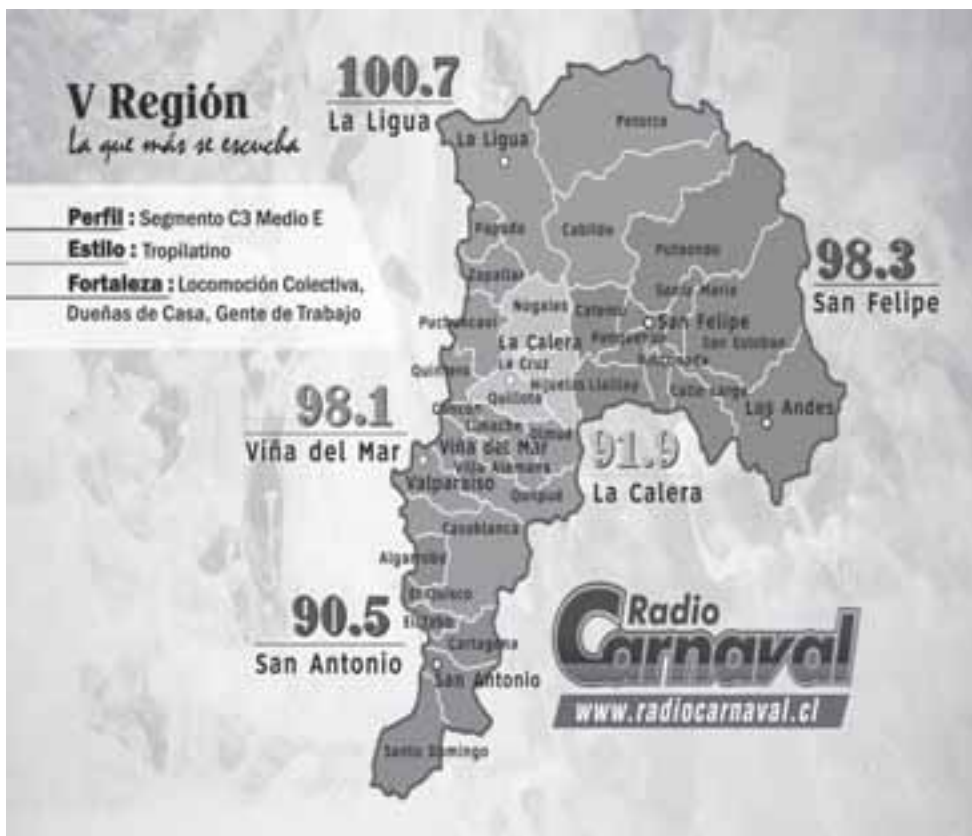 V Región
La que más se escucha
Perfil : Segmento C3 Medio E
Estilo : Tropilatino
Fortaleza : Locomoción Colectiva,
Dueñas de Casa, Gente de Trabajo
100.7
La Ligua
98.3
San Felipe
98.1
Viña del Mar
91.9
La Calera
90.5
San Antonio
La Ligua
Petorca
Papudo
Cabildo
Putaendo
Zapallar
Nogales
Catemu
Santa María
San Felipe
Puchuncaví
La Calera
Panquehue
San Esteban
La Cruz
Quintero
Hijuelas
Llaillay
Calle Larga
Quillota
Los Andes
Concón
Limache
Olmué
Viña del Mar
Villa Alemana
Valparaíso
Quilpué
Casablanca
Algarrobo
El Quisco
El Tabo
Cartagena
San Antonio
Santo Domingo
Radio
Carnaval
www.radiocarnaval.cl